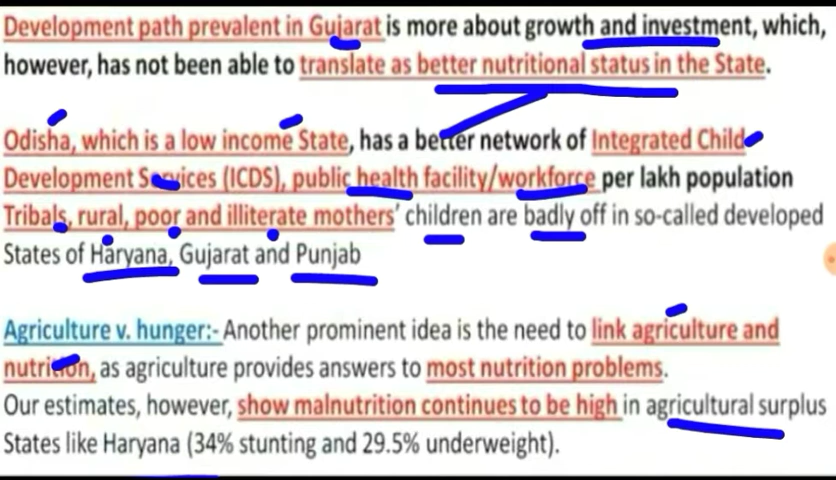 Development path prevalent in Gujarat is more about growth and investment, which,
however, has not been able to translate as better nutritional status in the State.
Odisha, which is a low income State, has a better network of Integrated Child
Development Services (ICDS), public health facility/workforce per lakh population
Tribals, rural, poor and illiterate mothers' children are badly off in so-called developed
States of Haryana, Gujarat and Punjab
Agriculture v. hunger:- Another prominent idea is the need to link agriculture and
nutrition, as agriculture provides answers to most nutrition problems.
Our estimates, however, show malnutrition continues to be high in agricultural surplus
States like Haryana (34% stunting and 29.5% underweight).